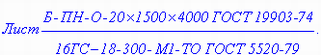 Б- ПН-О-20×1500×4000 ГОСТ 19903-74
Лист
16ГС–18-300- М1-ТО ГОСТ 5520-79.